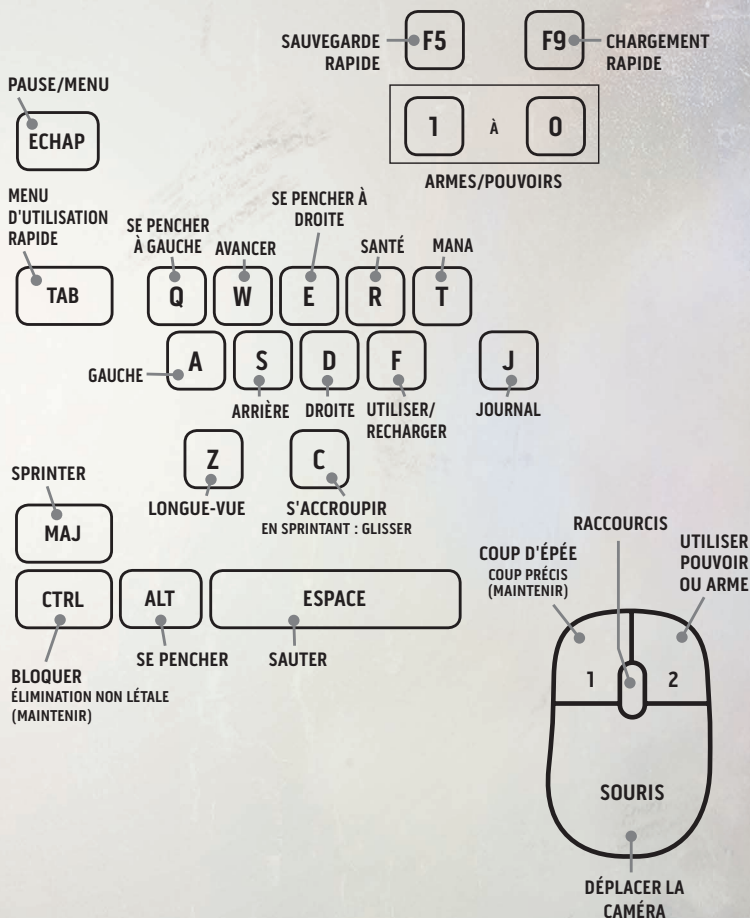 SAUVEGARDE
RAPIDE
F5
F9
CHARGEMENT
RAPIDE
PAUSE/MENU
ECHAP
1
À
0
ARMES/POUVOIRS
MENU
D'UTILISATION
RAPIDE
SE PENCHER
À GAUCHE
AVANCER
SE PENCHER À
DROITE
SANTÉ
MANA
TAB
Q
W
E
R
T
GAUCHE
A
S
D
F
J
ARRIÈRE
DROITE
UTILISER/
RECHARGER
JOURNAL
Z
C
LONGUE-VUE
S'ACCROUPIR
EN SPRINTANT : GLISSER
SPRINTER
MAJ
CTRL
ALT
ESPACE
BLOQUER
ÉLIMINATION NON LÉTALE
(MAINTENIR)
SE PENCHER
SAUTER
RACCOURCIS
COUP D'ÉPÉE
COUP PRÉCIS
(MAINTENIR)
UTILISER
POUVOIR
OU ARME
1
2
SOURIS
DÉPLACER LA
CAMÉRA